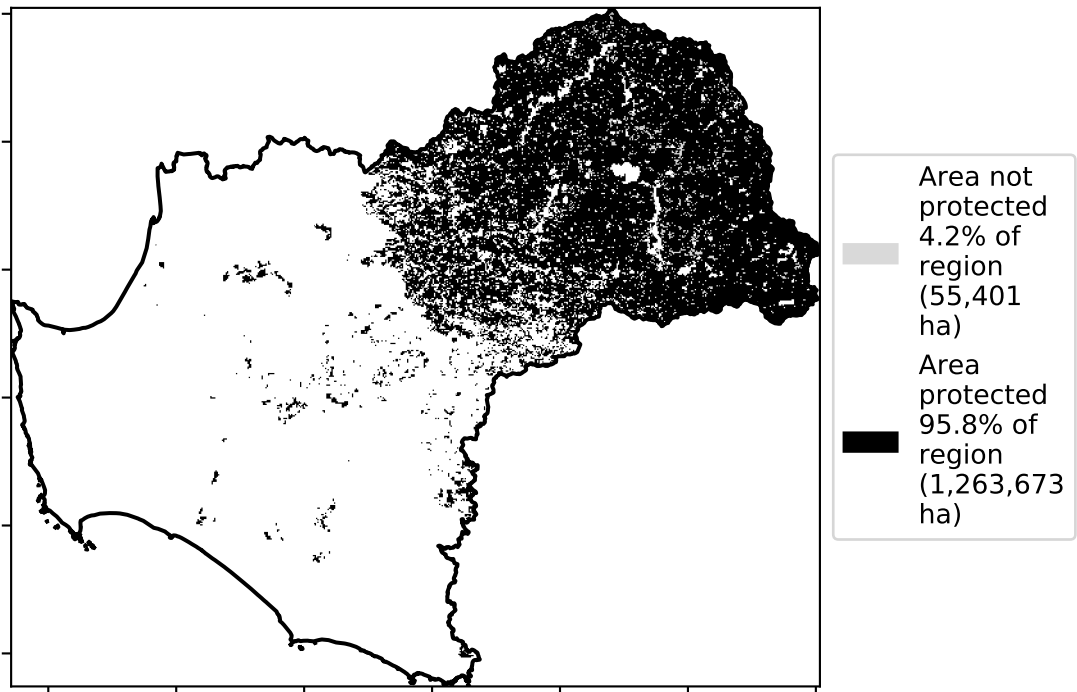 Area not
protected
4.2% of
region
(55,401
ha)
Area
protected
95.8% of
region
(1,263,673
ha)